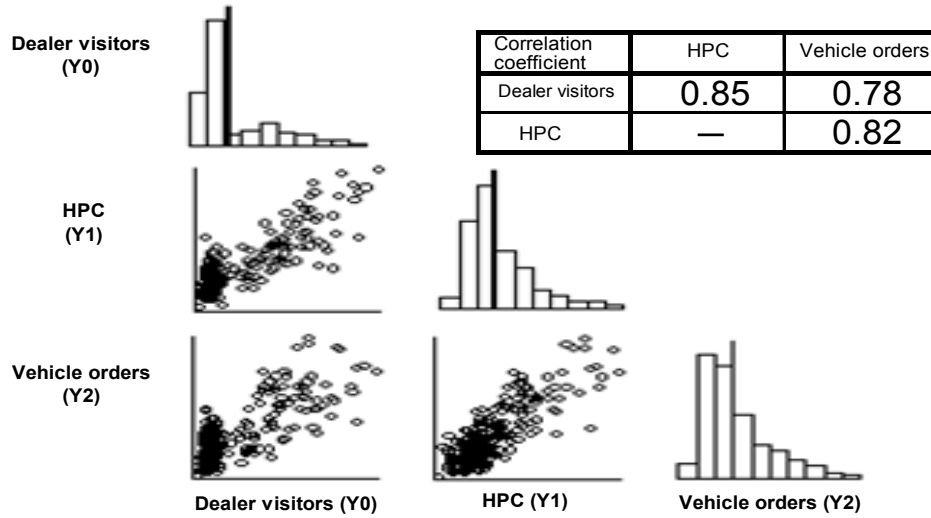 Dealer visitors
(Y0)
Correlation
coefficient
HPC
Vehicle orders
Dealer visitors
0.85
0.78
HPC
–
0.82
HPC
(Y1)
Vehicle orders
(Y2)
Dealer visitors (Y0)
HPC (Y1)
Vehicle orders (Y2)